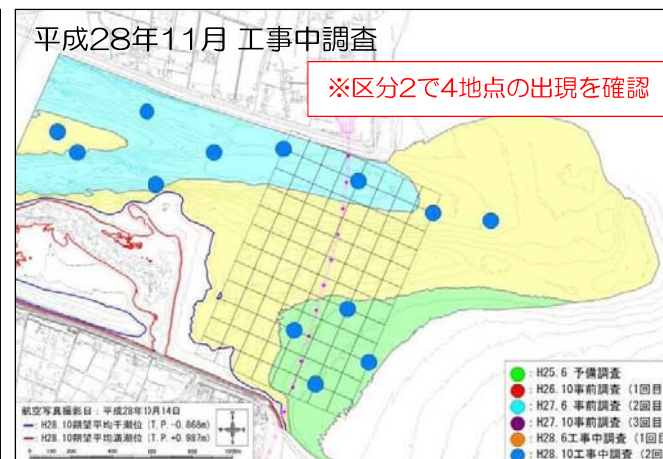 平成28年11月 工事中調査
※区分2で4地点の出現を確認
航空写真撮影日：平成28年10月14日
: H28.10朔望平均干潮位 (T.P.-0.868m)
: H28.10朔望平均満潮位 (T.P.+0.987m)
: H25.6 予備調査
: H26.10事前調査 (1回目
: H27.6 事前調査 (2回目
: H27.10事前調査 (3回目
: H28.6工事中調査 (1回目
: H28.10工事中調査 (2回